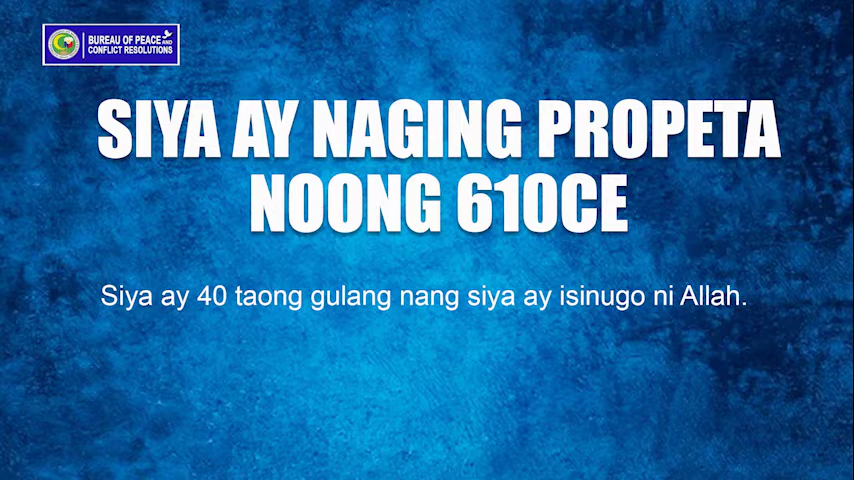 BUREAU OF PEACE AND
CONFLICT RESOLUTIONS
SIYA AY NAGING PROPETA
NOONG 610CE
Siya ay 40 taong gulang nang siya ay isinugo ni Allah.